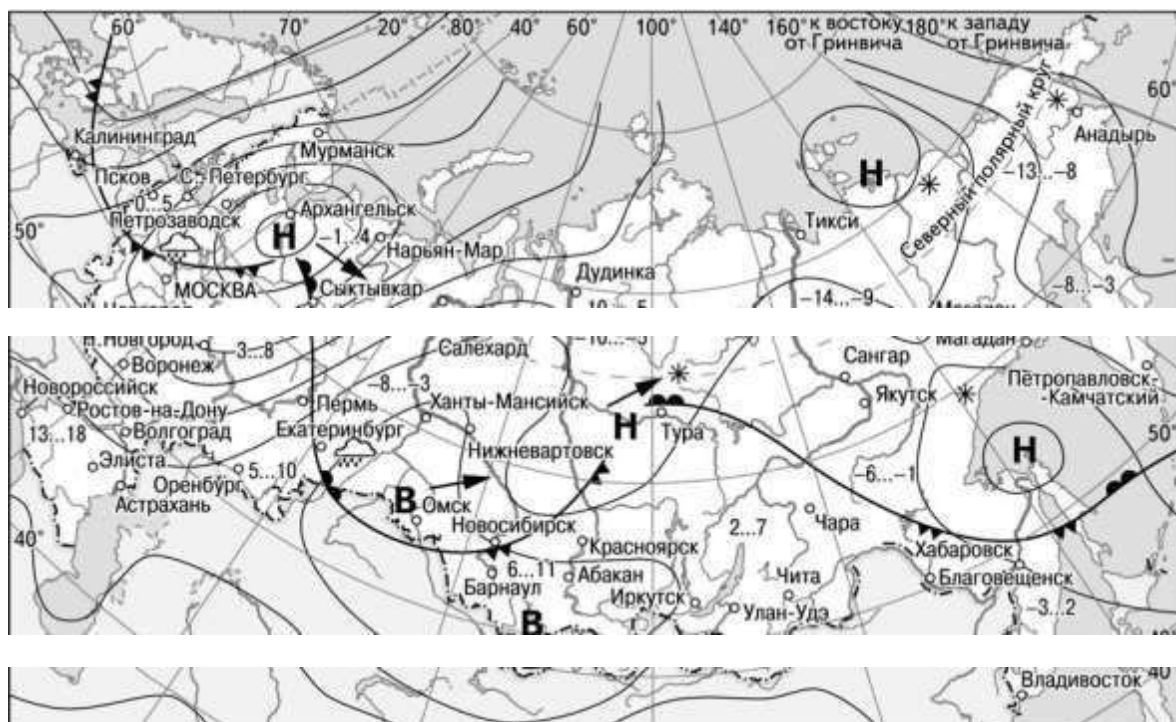 60°
70°
20°
80°
30°
40°
100°
140°
160° к востоку
от Гринвича
180° к западу
от Гринвича
60°
Калининград
Мурманск
Анадырь
Северный полярный круг
–13...–8
Псков
С.-Петербург
0...5
Петрозаводск
Архангельск
Н
Н
Тикси
50°
–1...4
Нарьян-Мар
Дудинка
МОСКВА
Сыктывкар
–14...–9
–8...–3
Н.Новгород
–3...8
Воронеж
Салехард
–10...–5
Сангар
Магадан
Новороссийск
–8...–3
Якутск
Петропавловск-
-Камчатский
Ростов-на-Дону
Пермь
Ханты-Мансийск
Н
Тура
13...18
Волгоград
Екатеринбург
Нижневартовск
50°
Н
Элиста
5...10
Оренбург
–6...–1
Астрахань
В
Омск
40°
Новосибирск
2...7
Чара
Красноярск
Хабаровск
6...11
Барнаул
Абакан
Чита
Благовещенск
Иркутск
Улан-Удэ
–3...2
В
40°
Владивосток